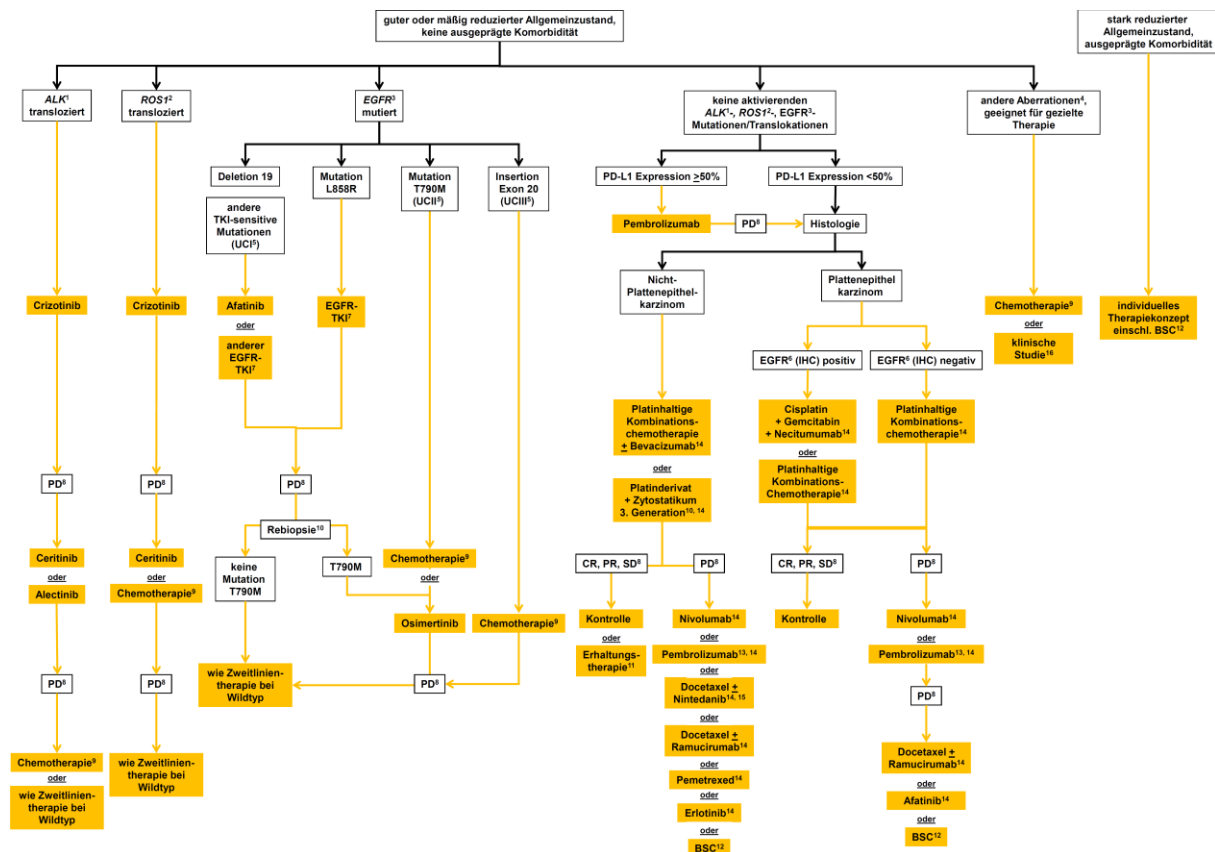 guter oder mäßig reduzierter Allgemeinzustand,
keine ausgeprägte Komorbidität
stark reduzierter
Allgemeinzustand,
ausgeprägte Komorbidität
ALK¹
transloziert
ROS1²
transloziert
EGFR³
mutiert
keine aktivierenden
ALK¹-, ROS1²-, EGFR³-
Mutationen/Translokationen
andere Aberrationen⁴,
geeignet für gezielte
Therapie
Deletion 19
andere
TKI-sensitive
Mutationen
(UCI⁵)
Mutation
L858R
Mutation
T790M
(UCII⁵)
Insertion
Exon 20
(UCIII⁵)
PD-L1 Expression ≥50%
PD-L1 Expression <50%
Pembrolizumab
PD⁸
Histologie
Nicht-
Plattenepithel-
karzinom
Plattenepithel
karzinom
Crizotinib
Crizotinib
Afatinib
oder
anderer
EGFR-
TKI⁷
EGFR-
TKI⁷
Chemotherapie⁹
oder
klinische
Studie¹⁶
individuelles
Therapiekonzept
einschl. BSC¹²
EGFR⁶ (IHC) positiv
EGFR⁶ (IHC) negativ
Platinhaltige
Kombinations-
chemotherapie
± Bevacizumab¹⁴
oder
Platinderivat
+ Zytostatikum
3. Generation¹⁰, ¹⁴
Cisplatin
+ Gemcitabin
+ Necitumumab¹⁴
oder
Platinhaltige
Kombinations-
Chemotherapie¹⁴
Platinhaltige
Kombinations-
chemotherapie¹⁴
PD⁸
PD⁸
PD⁸
Rebiopsie¹⁰
keine
Mutation
T790M
T790M
Ceritinib
oder
Alectinib
Ceritinib
oder
Chemotherapie⁹
Chemotherapie⁹
oder
Osimertinib
Chemotherapie⁹
CR, PR, SD⁸
PD⁸
CR, PR, SD⁸
PD⁸
Kontrolle
oder
Erhaltungs-
therapie¹¹
Nivolumab¹⁴
oder
Pembrolizumab¹³, ¹⁴
oder
Docetaxel ±
Nintedanib¹⁴, ¹⁵
oder
Docetaxel ±
Ramucirumab¹⁴
oder
Pemetrexed¹⁴
oder
Erlotinib¹⁴
oder
BSC¹²
Kontrolle
Nivolumab¹⁴
oder
Pembrolizumab¹³, ¹⁴
PD⁸
Docetaxel ±
Ramucirumab¹⁴
oder
Afatinib¹⁴
oder
BSC¹²
PD⁸
PD⁸
wie Zweitlinien-
therapie bei
Wildtyp
PD⁸
Chemotherapie⁹
oder
wie Zweitlinien-
therapie bei
Wildtyp
wie Zweitlinien-
therapie bei
Wildtyp